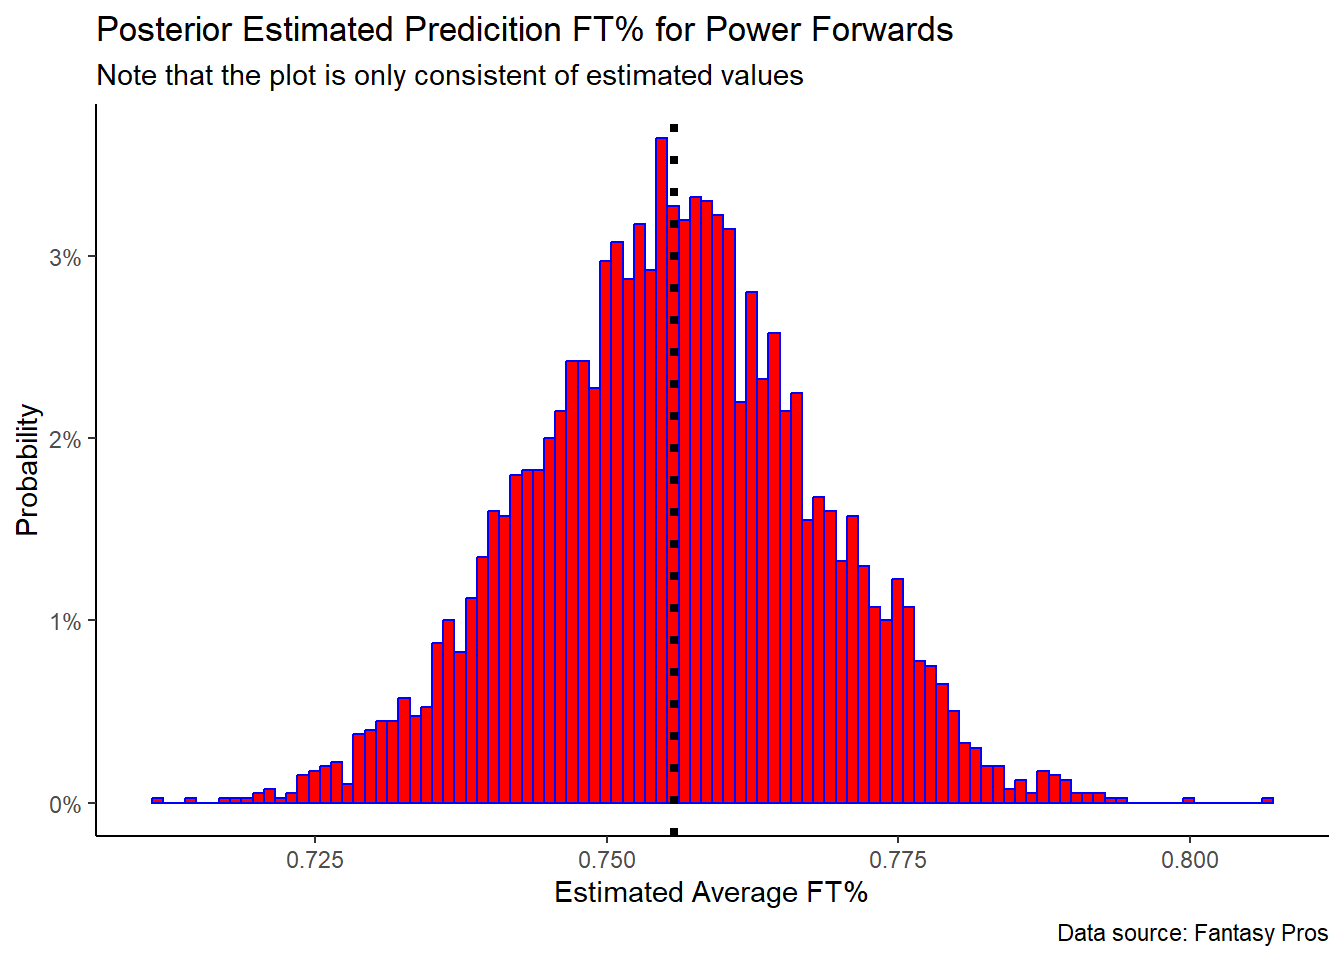 Posterior Estimated Predicition FT% for Power Forwards
Note that the plot is only consistent of estimated values
Probability
3%
2%
1%
0%
0.725 0.750 0.775 0.800
Estimated Average FT%
Data source: Fantasy Pros